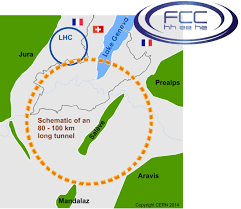 FCC
hh ee he
LHC
Jura
Lake Geneva
Prealps
Schematic of an
80 - 100 km
long tunnel
Salève
Aravis
Mandalaz
Copyright CERN 2014